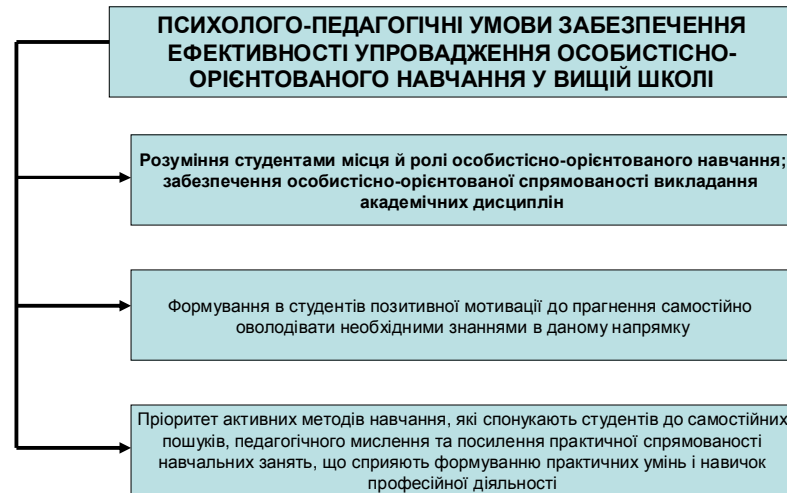 ПСИХОЛОГО-ПЕДАГОГІЧНІ УМОВИ ЗАБЕЗПЕЧЕННЯ
ЕФЕКТИВНОСТІ УПРОВАДЖЕННЯ ОСОБИСТІСНО-
ОРІЄНТОВАНОГО НАВЧАННЯ У ВИЩІЙ ШКОЛІ
Розуміння студентами місця й ролі особистісно-орієнтованого навчання;
забезпечення особистісно-орієнтованої спрямованості викладання
академічних дисциплін
Формування в студентів позитивної мотивації до прагнення самостійно
оволодівати необхідними знаннями в даному напрямку
Пріоритет активних методів навчання, які спонукають студентів до самостійних
пошуків, педагогічного мислення та посилення практичної спрямованості
навчальних занять, що сприяють формуванню практичних умінь і навичок
професійної діяльності